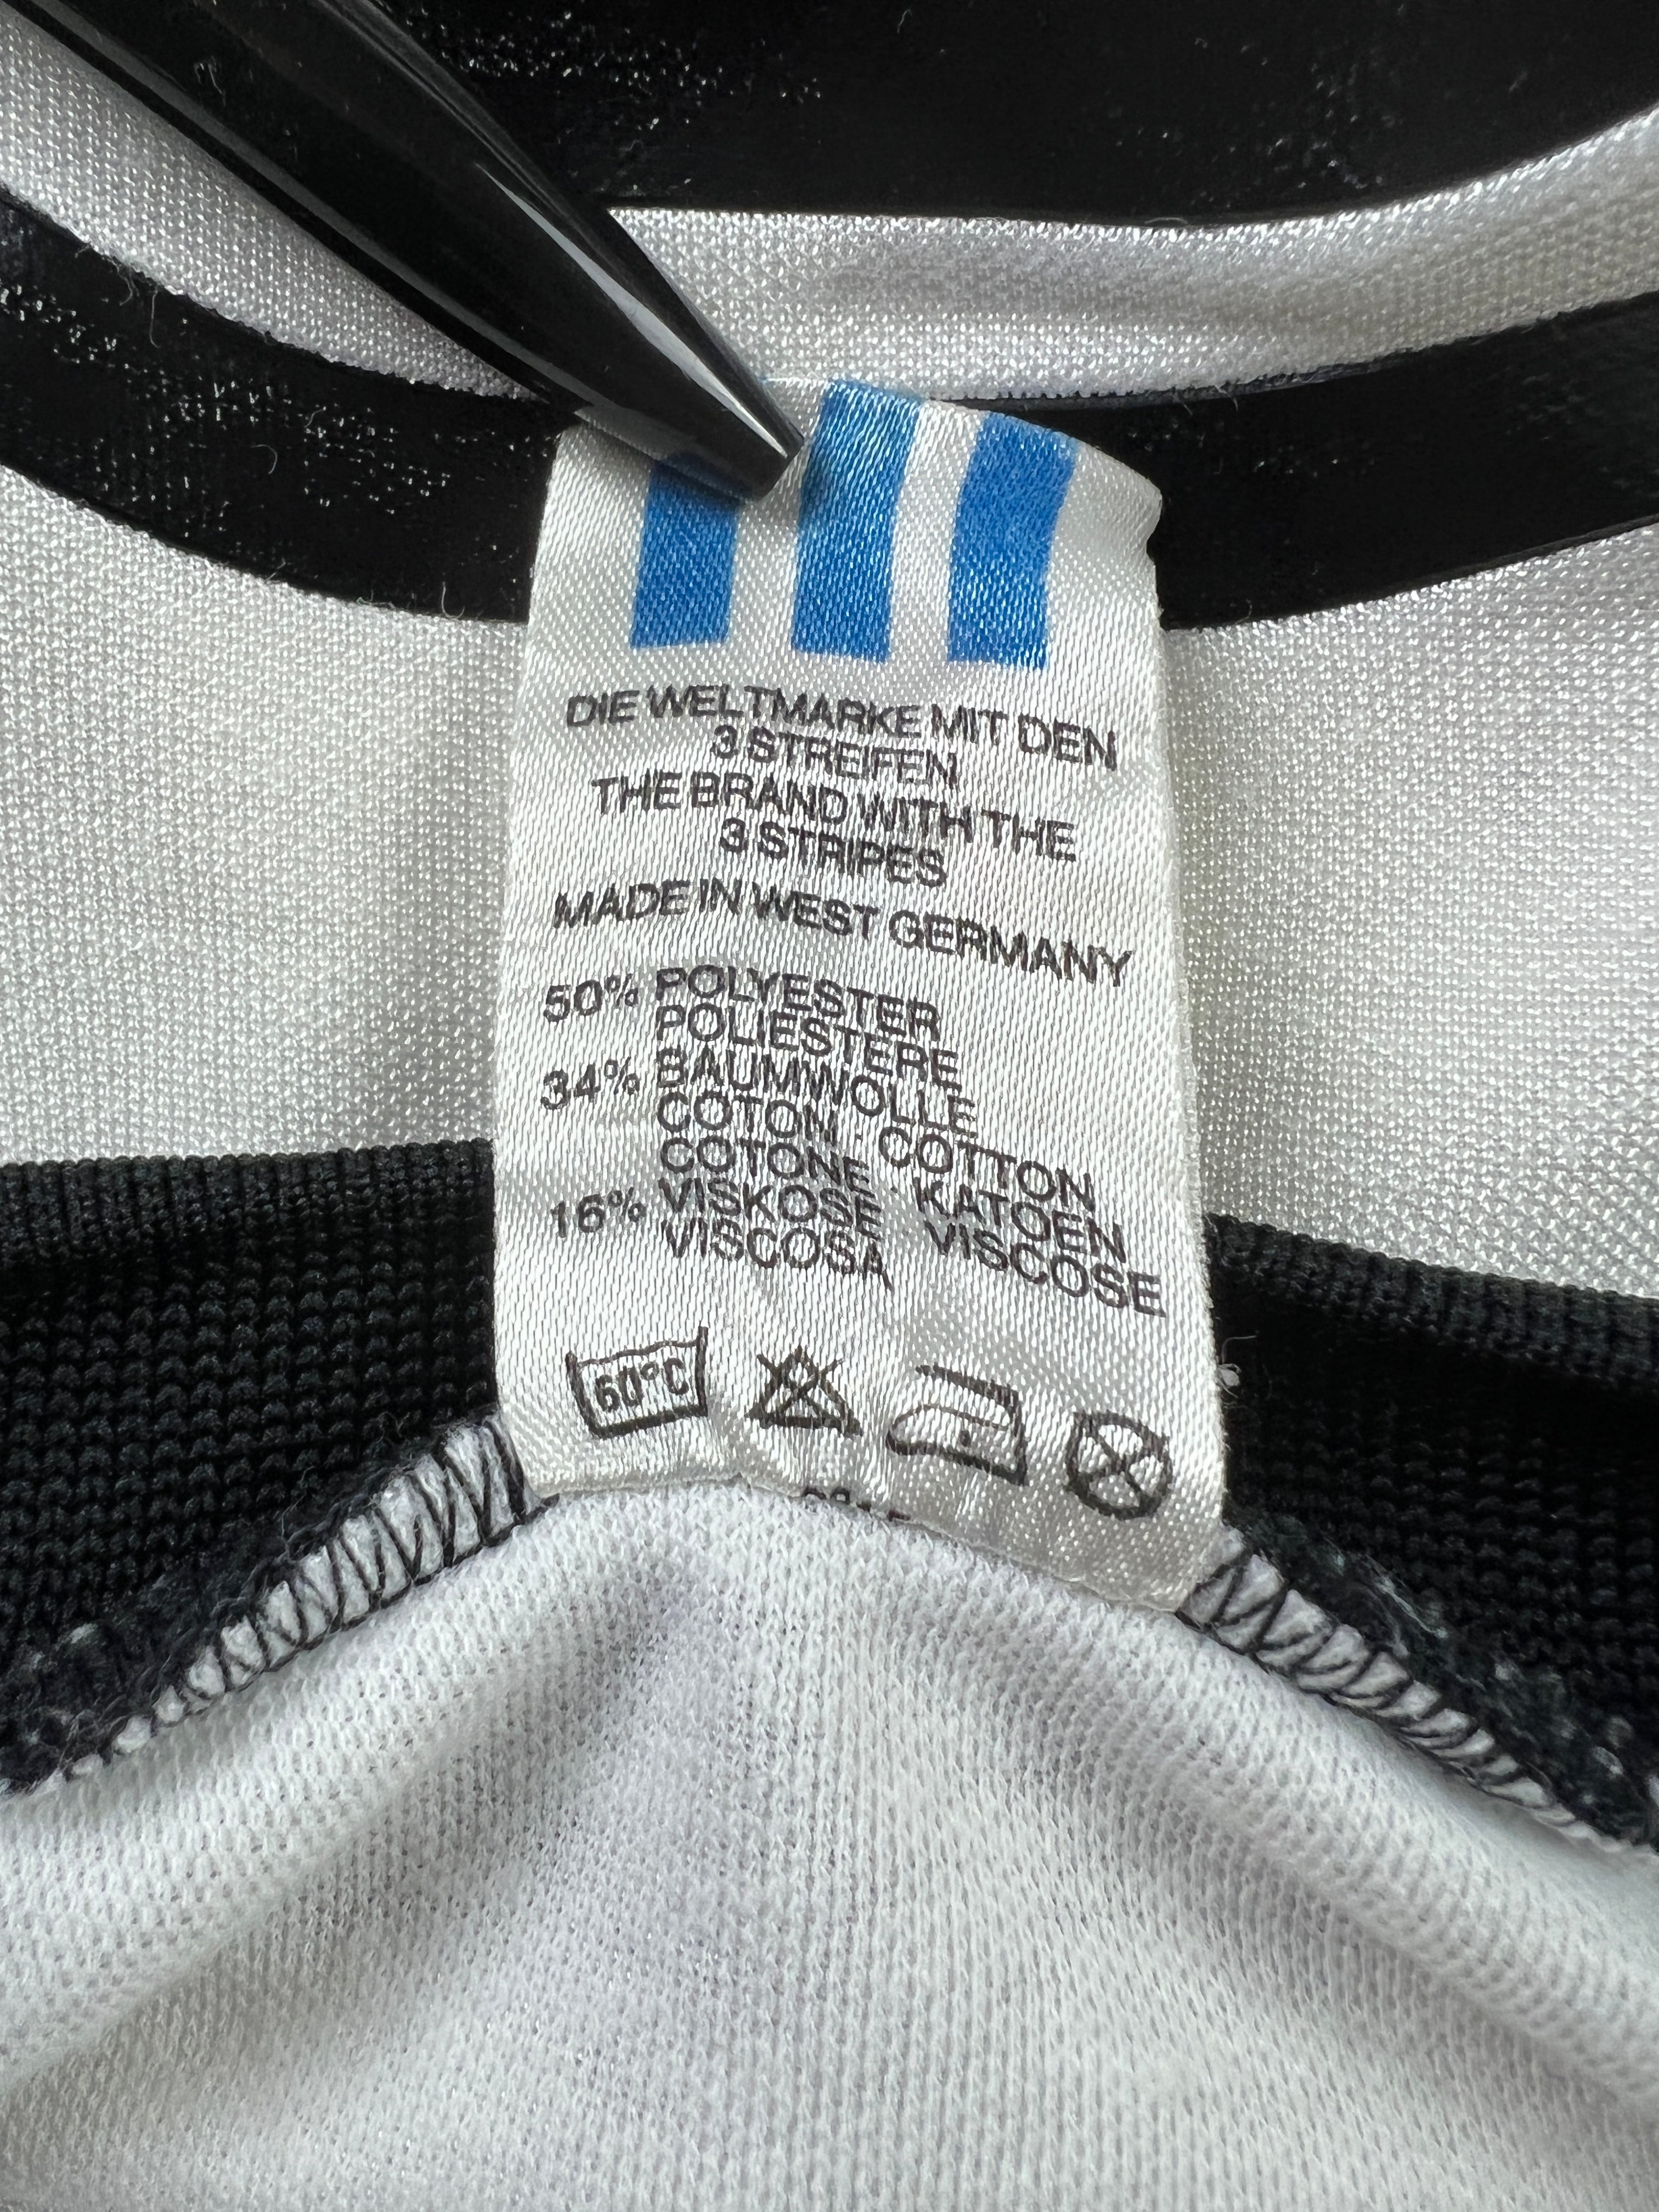 DIE WELTMARKE MIT DEN
3 STREIFEN
THE BRAND WITH THE
3 STRIPES
MADE IN WEST GERMANY
50% POLYESTER
POLIESTERE
34% BAUMWOLLE
COTON · COTTON
COTONE · KATOEN
16% VISKOSE VISCOSE
VISCOSA
60°C